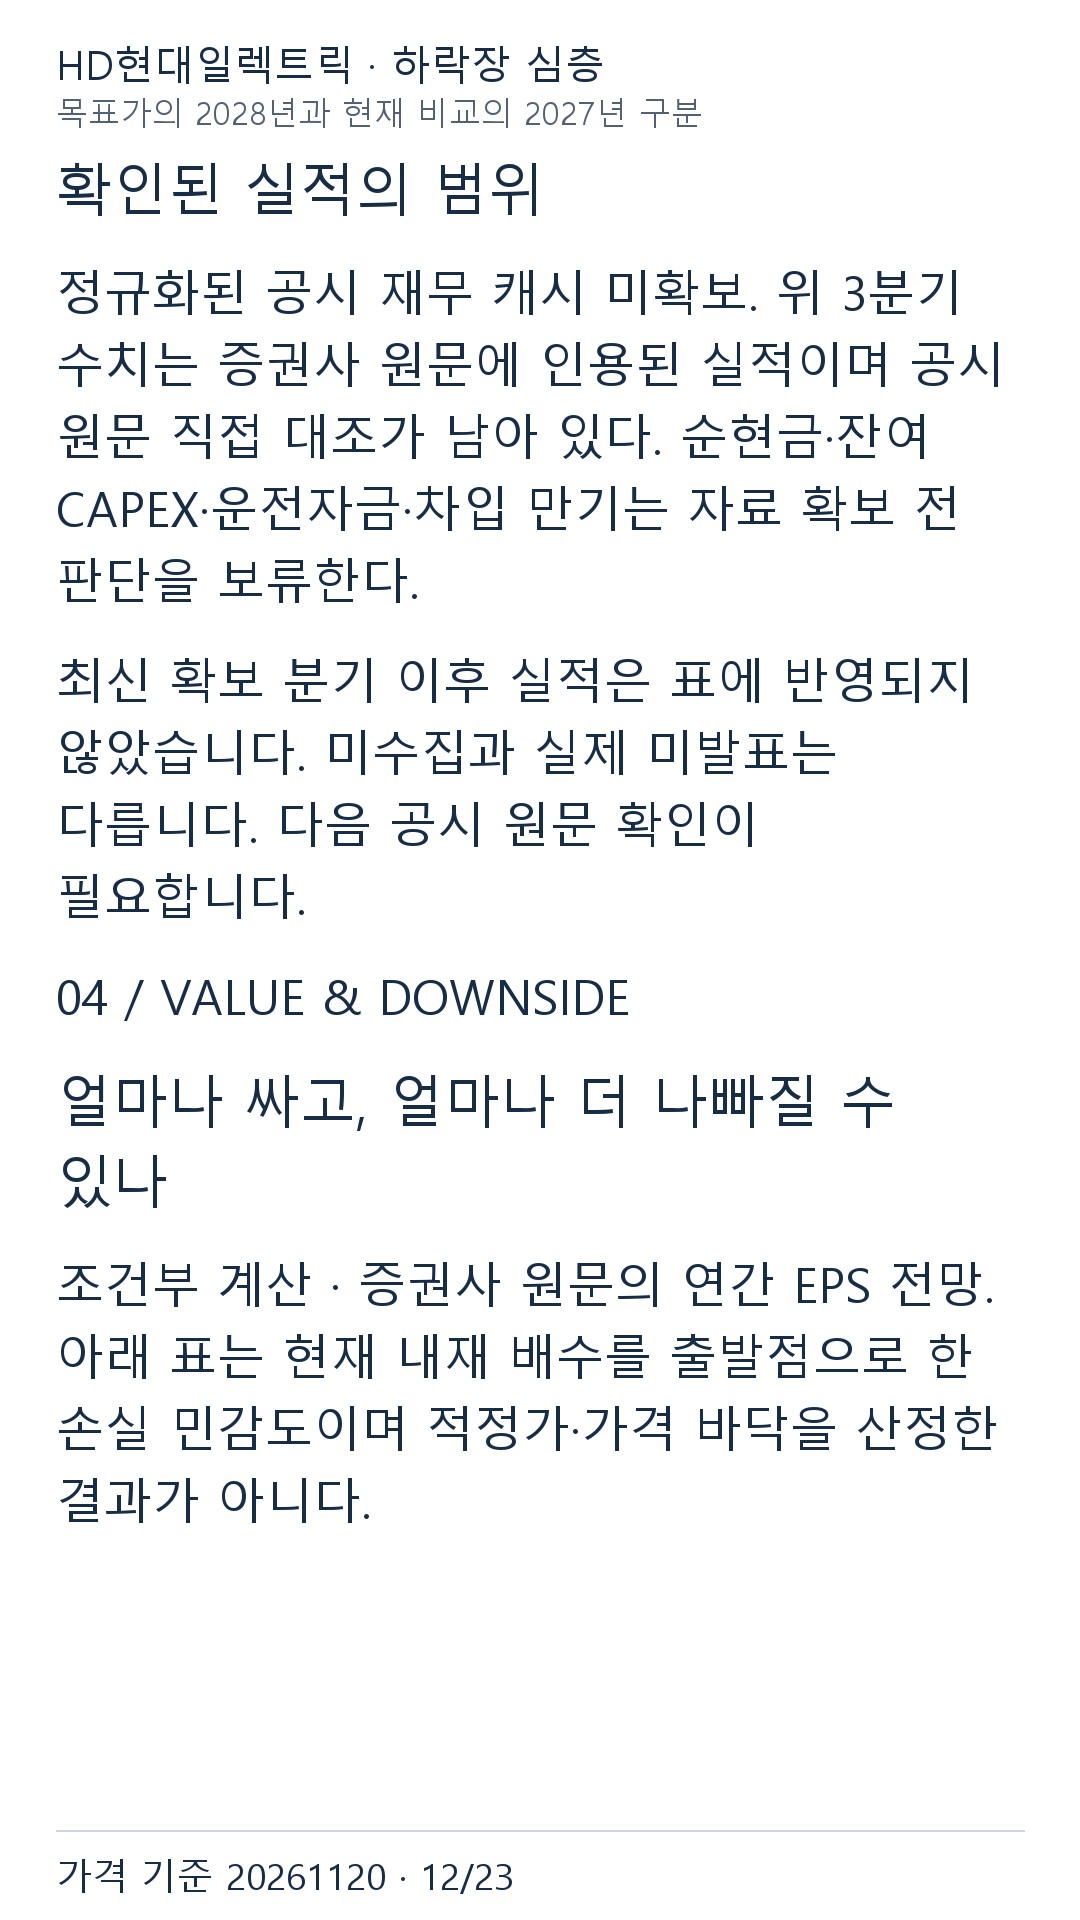 HD현대일렉트릭 · 하락장 심층
목표가의 2028년과 현재 비교의 2027년 구분
확인된 실적의 범위
정규화된 공시 재무 캐시 미확보. 위 3분기
수치는 증권사 원문에 인용된 실적이며 공시
원문 직접 대조가 남아 있다. 순현금·잔여
CAPEX·운전자금·차입 만기는 자료 확보 전
판단을 보류한다.
최신 확보 분기 이후 실적은 표에 반영되지
않았습니다. 미수집과 실제 미발표는
다릅니다. 다음 공시 원문 확인이
필요합니다.
04 / VALUE & DOWNSIDE
얼마나 싸고, 얼마나 더 나빠질 수
있나
조건부 계산 · 증권사 원문의 연간 EPS 전망.
아래 표는 현재 내재 배수를 출발점으로 한
손실 민감도이며 적정가·가격 바닥을 산정한
결과가 아니다.
가격 기준 20261120 · 12/23